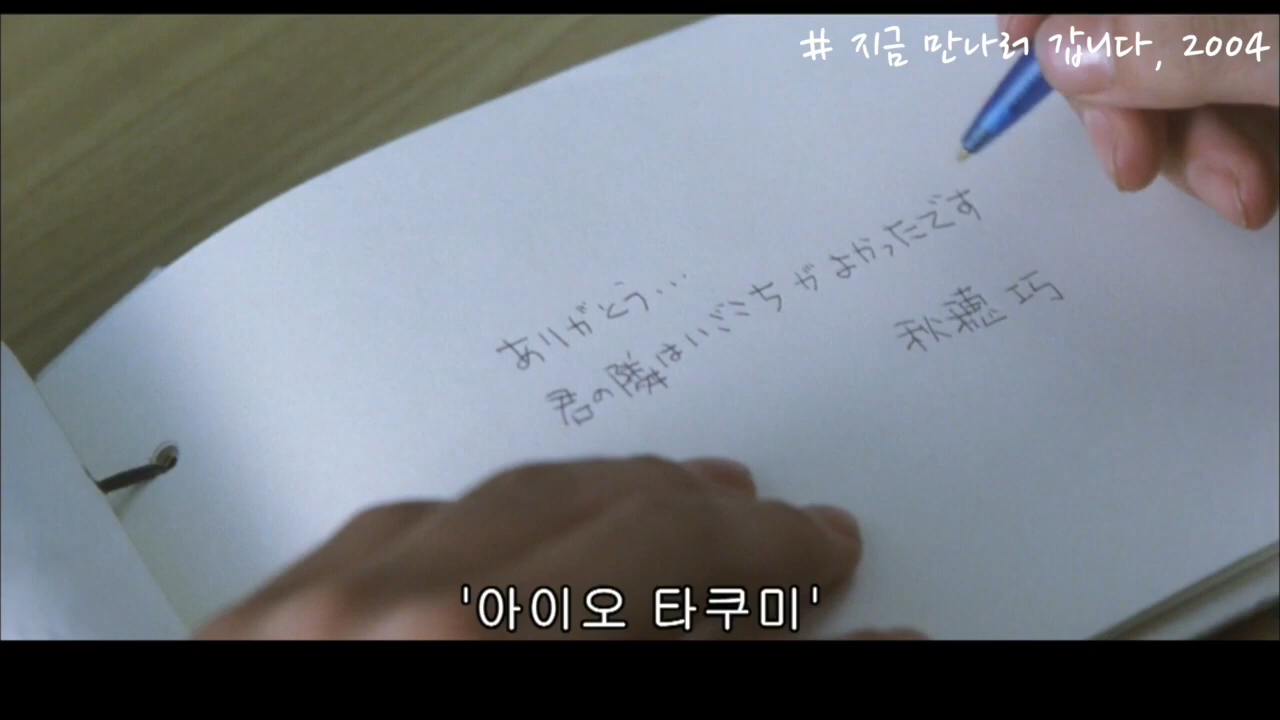 # 지금 만나러 갑니다, 2004
ありがとう…
君の隣はいごこちがよかったです
秋穂 巧
'아이오 타쿠미'